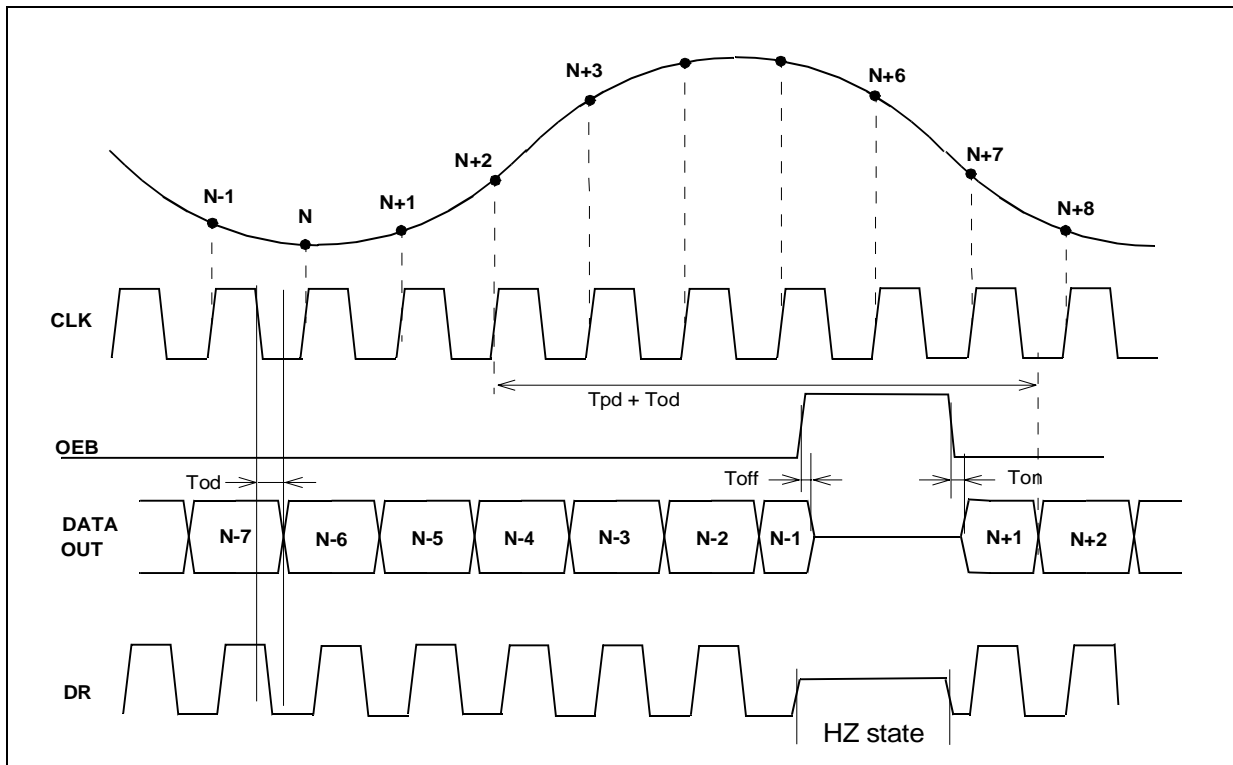 N+3
N+6
N+2
N+7
N-1
N
N+1
N+8
CLK
Tpd + Tod
OEB
Tod
Toff
Ton
DATA
OUT
N-7
N-6
N-5
N-4
N-3
N-2
N-1
N+1
N+2
DR
HZ state